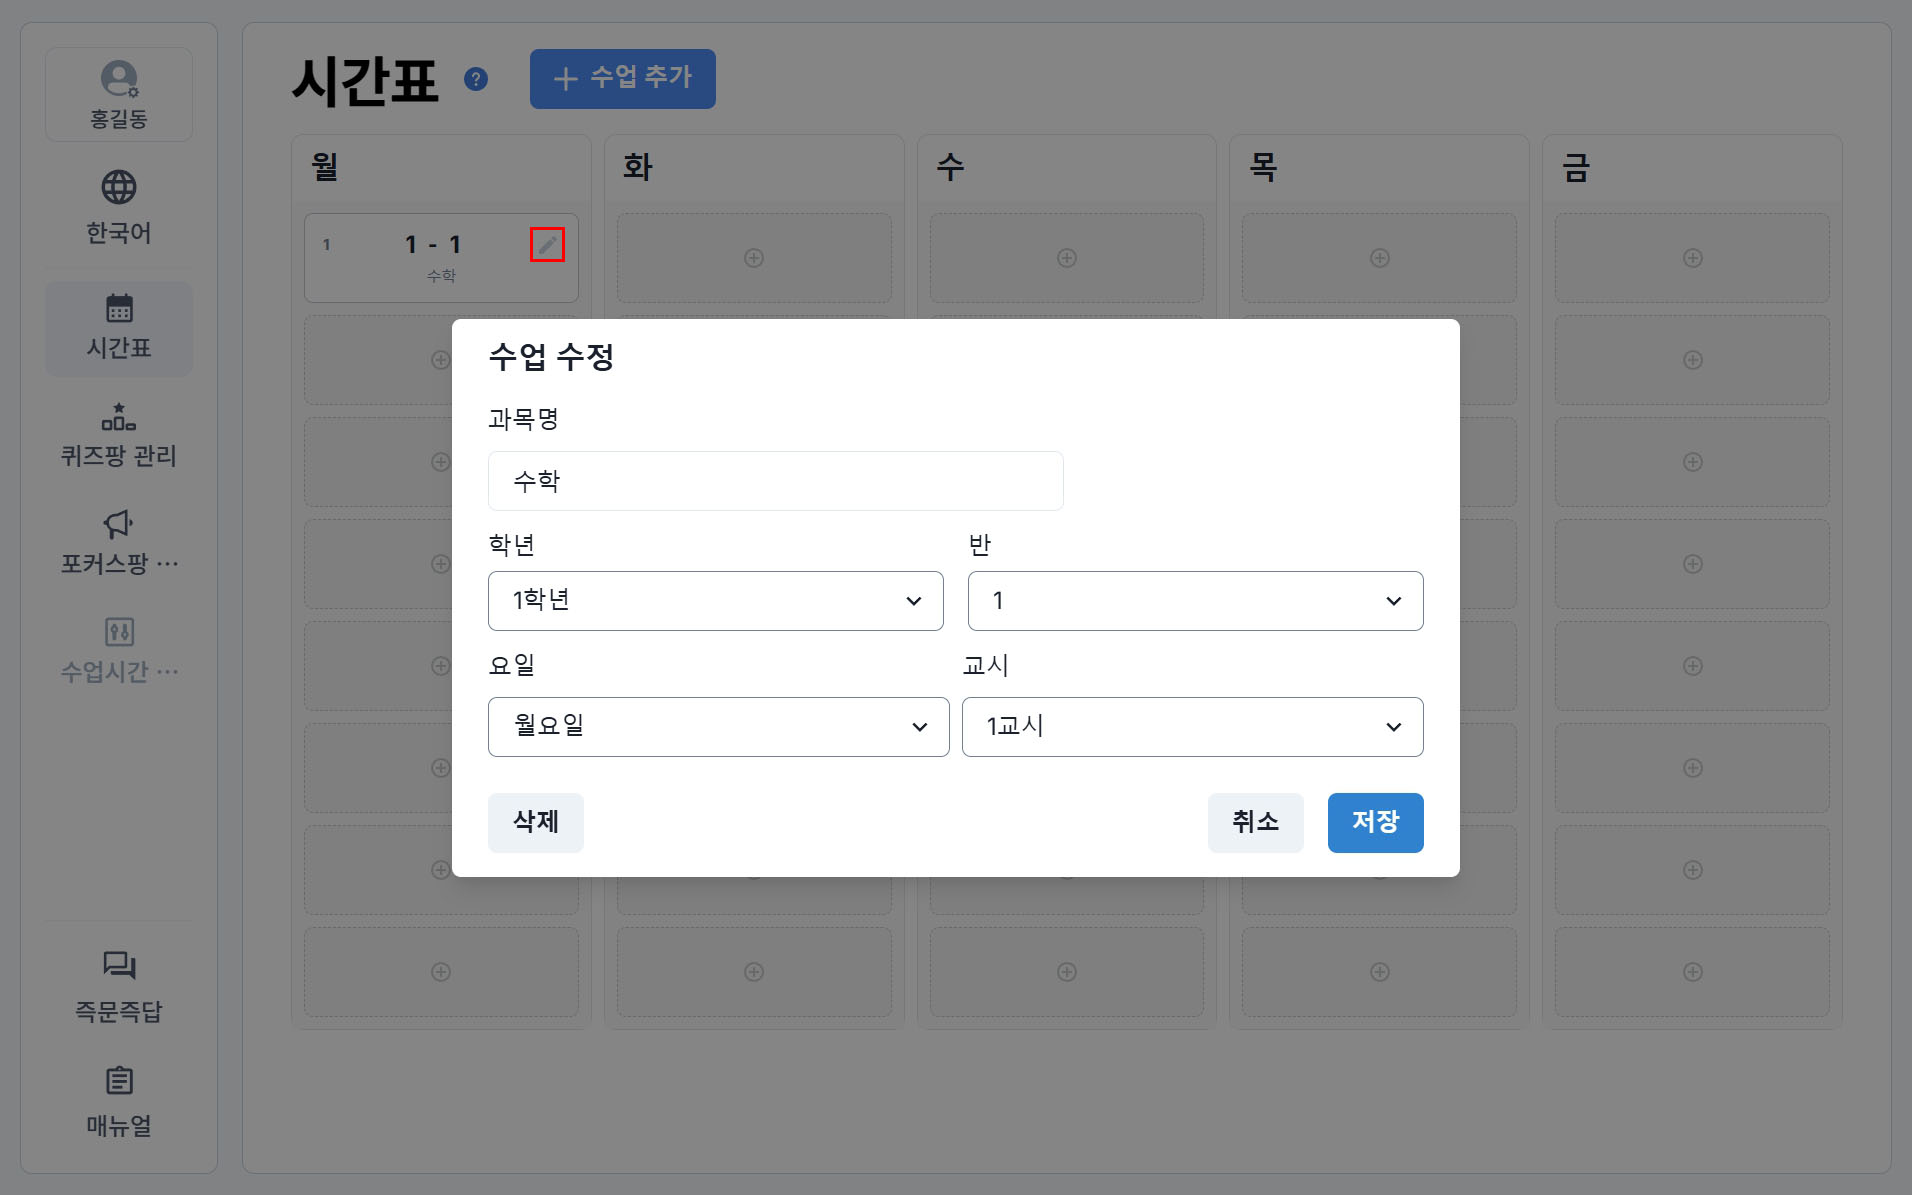 홍길동
한국어
시간표
퀴즈팡 관리
포커스팡 ···
수업시간 ···
즉문즉답
매뉴얼
시간표 ? + 수업 추가
월 화 수 목 금
1 1 - 1
수학
수업 수정
과목명
수학
학년 반
1학년 1
요일 교시
월요일 1교시
삭제 취소 저장